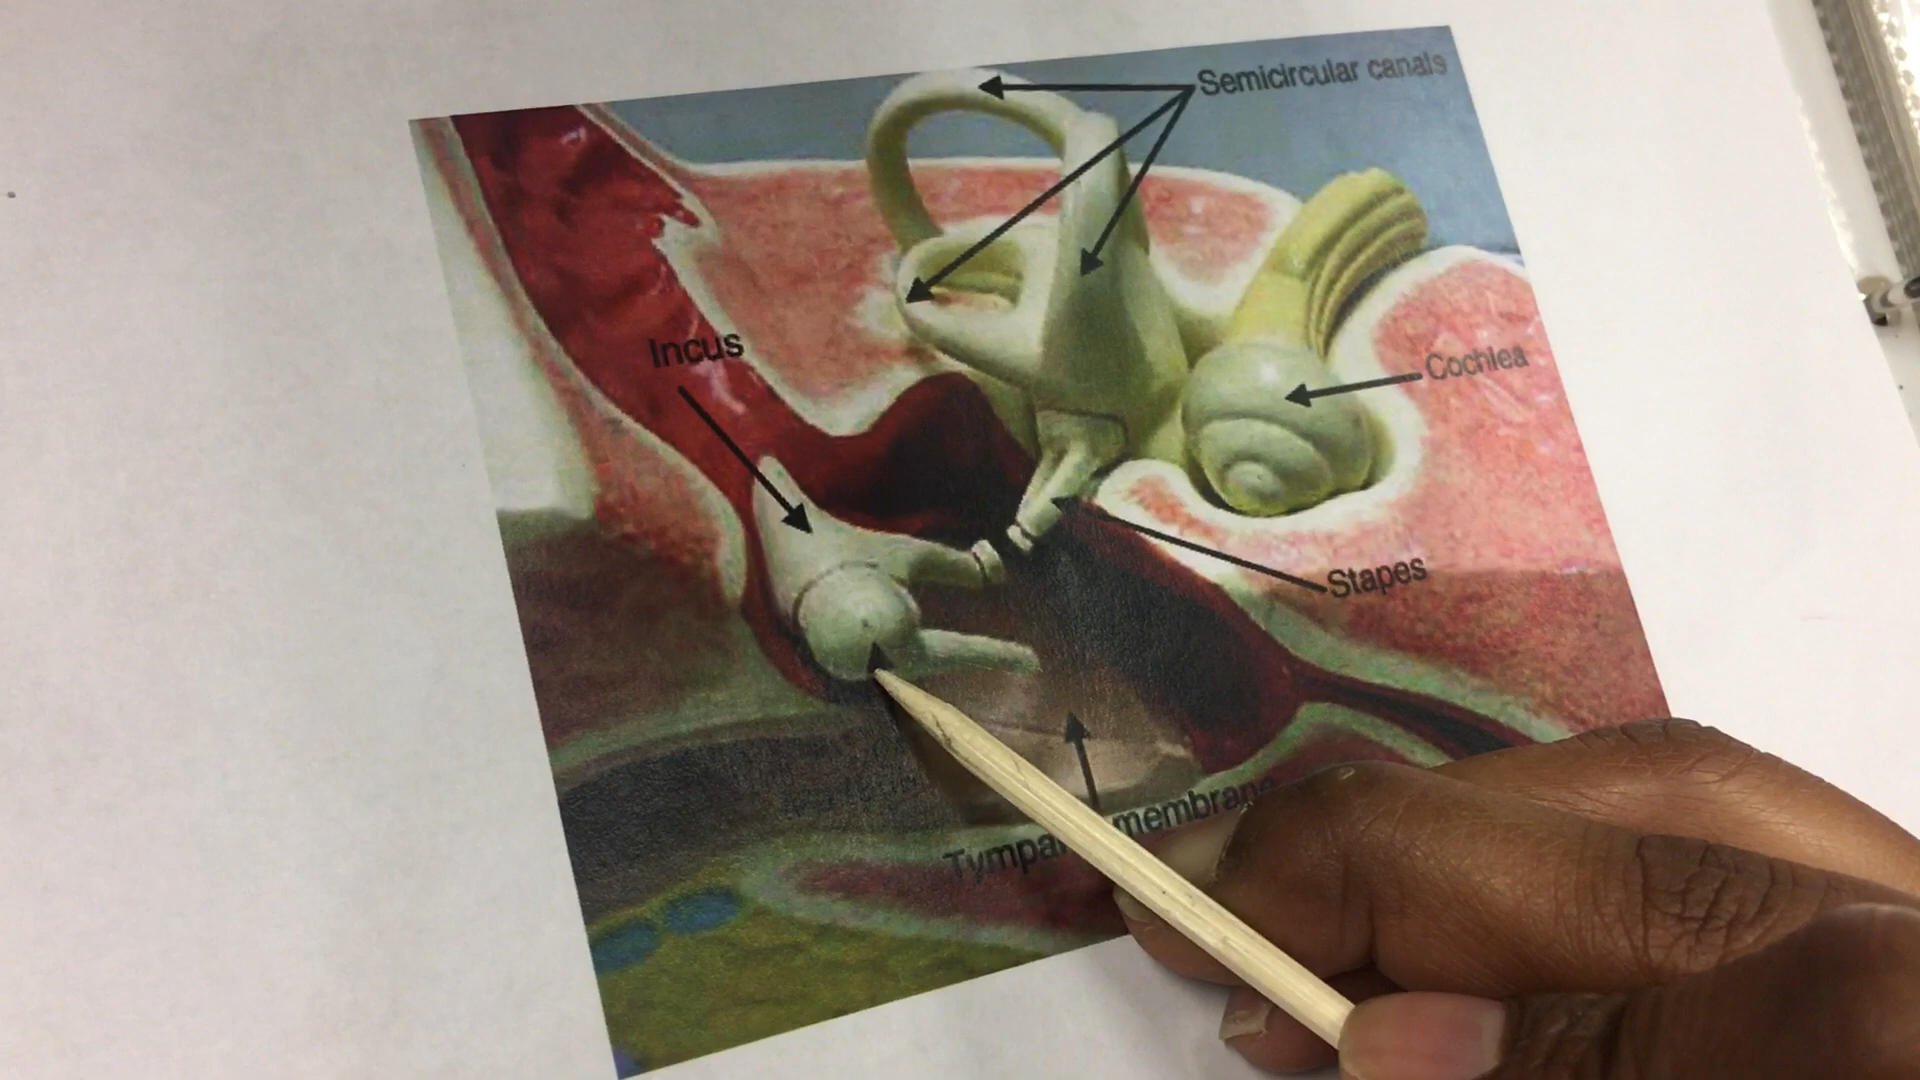 Semicircular canals
Incus
Cochlea
Stapes
membrane